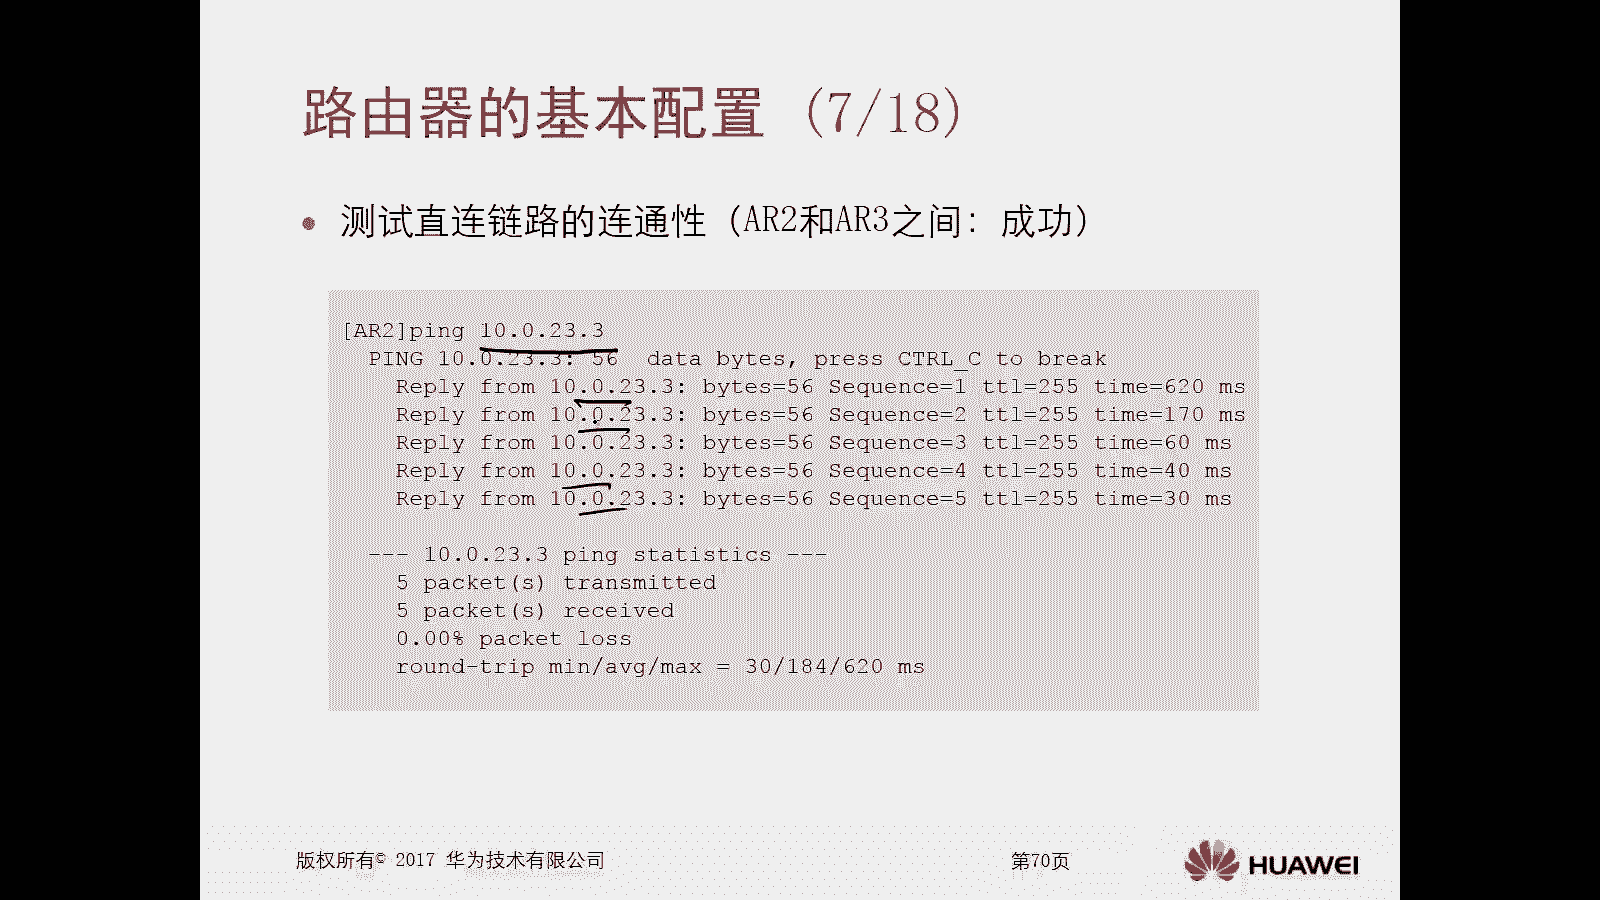 路由器的基本配置 (7/18)
测试直连链路的连通性（AR2和AR3之间：成功）
[AR2]ping 10.0.23.3
PING 10.0.23.3: 56  data bytes, press CTRL_C to break
Reply from 10.0.23.3: bytes=56 Sequence=1 ttl=255 time=620 ms
Reply from 10.0.23.3: bytes=56 Sequence=2 ttl=255 time=170 ms
Reply from 10.0.23.3: bytes=56 Sequence=3 ttl=255 time=60 ms
Reply from 10.0.23.3: bytes=56 Sequence=4 ttl=255 time=40 ms
Reply from 10.0.23.3: bytes=56 Sequence=5 ttl=255 time=30 ms
--- 10.0.23.3 ping statistics ---
5 packet(s) transmitted
5 packet(s) received
0.00% packet loss
round-trip min/avg/max = 30/184/620 ms
版权所有© 2017 华为技术有限公司
第70页
HUAWEI